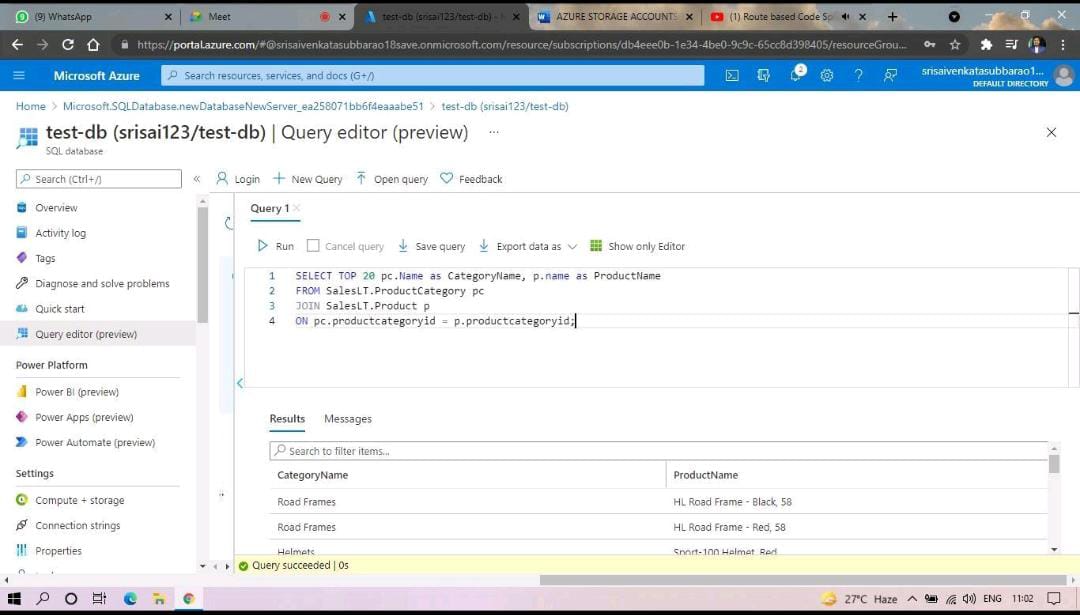 (9) WhatsApp
Meet
test-db (srisai123/test-db) -
AZURE STORAGE ACCOUNTS
(1) Route based Code Sp
https://portal.azure.com/#@srisaivenkatasubbarao18save.onmicrosoft.com/resource/subscriptions/db4eee0b-1e34-4be0-9c9c-65cc8d398405/resourceGrou...
Microsoft Azure
Search resources, services, and docs (G+/)
2
srisaivenkatasubbarao1...
DEFAULT DIRECTORY
Home > Microsoft.SQLDatabase.newDatabaseNewServer_ea258071bb6f4eaaabe51 > test-db (srisai123/test-db)
test-db (srisai123/test-db) | Query editor (preview) ...
SQL database
Search (Ctrl+/)
«
Login
New Query
Open query
Feedback
Overview
Activity log
Tags
Diagnose and solve problems
Quick start
Query editor (preview)
Power Platform
Power BI (preview)
Power Apps (preview)
Power Automate (preview)
Settings
Compute + storage
Connection strings
Properties
Query 1
Run
Cancel query
Save query
Export data as
Show only Editor
1 SELECT TOP 20 pc.Name as CategoryName, p.name as ProductName
2 FROM SalesLT.ProductCategory pc
3 JOIN SalesLT.Product p
4 ON pc.productcategoryid = p.productcategoryid;
Results
Messages
Search to filter items...
CategoryName ProductName
Road Frames HL Road Frame - Black, 58
Road Frames HL Road Frame - Red, 58
Helmets Sport-100 Helmet, Red
Query succeeded | 0s
27°C Haze
ENG
11:02